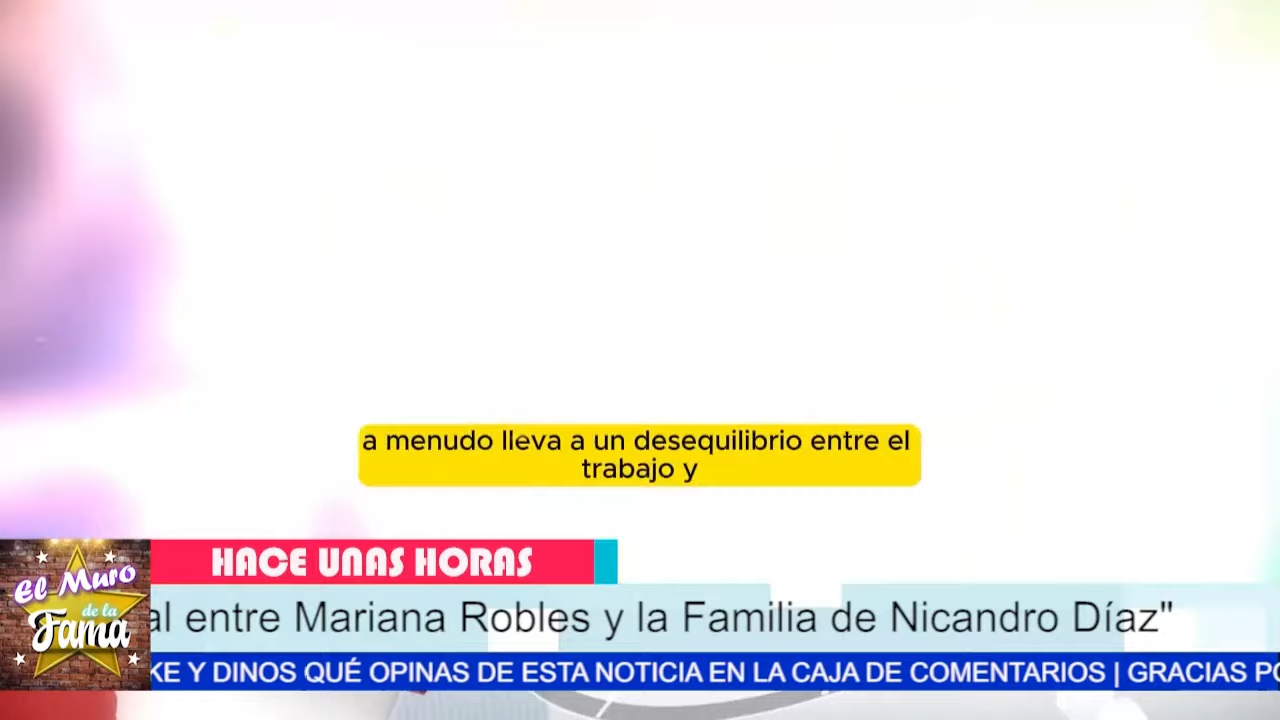 a menudo lleva a un desequilibrio entre el
trabajo y
HACE UNAS HORAS
El Muro
de la
Fama
al entre Mariana Robles y la Familia de Nicandro Díaz"
KE Y DINOS QUÉ OPINAS DE ESTA NOTICIA EN LA CAJA DE COMENTARIOS | GRACIAS PO